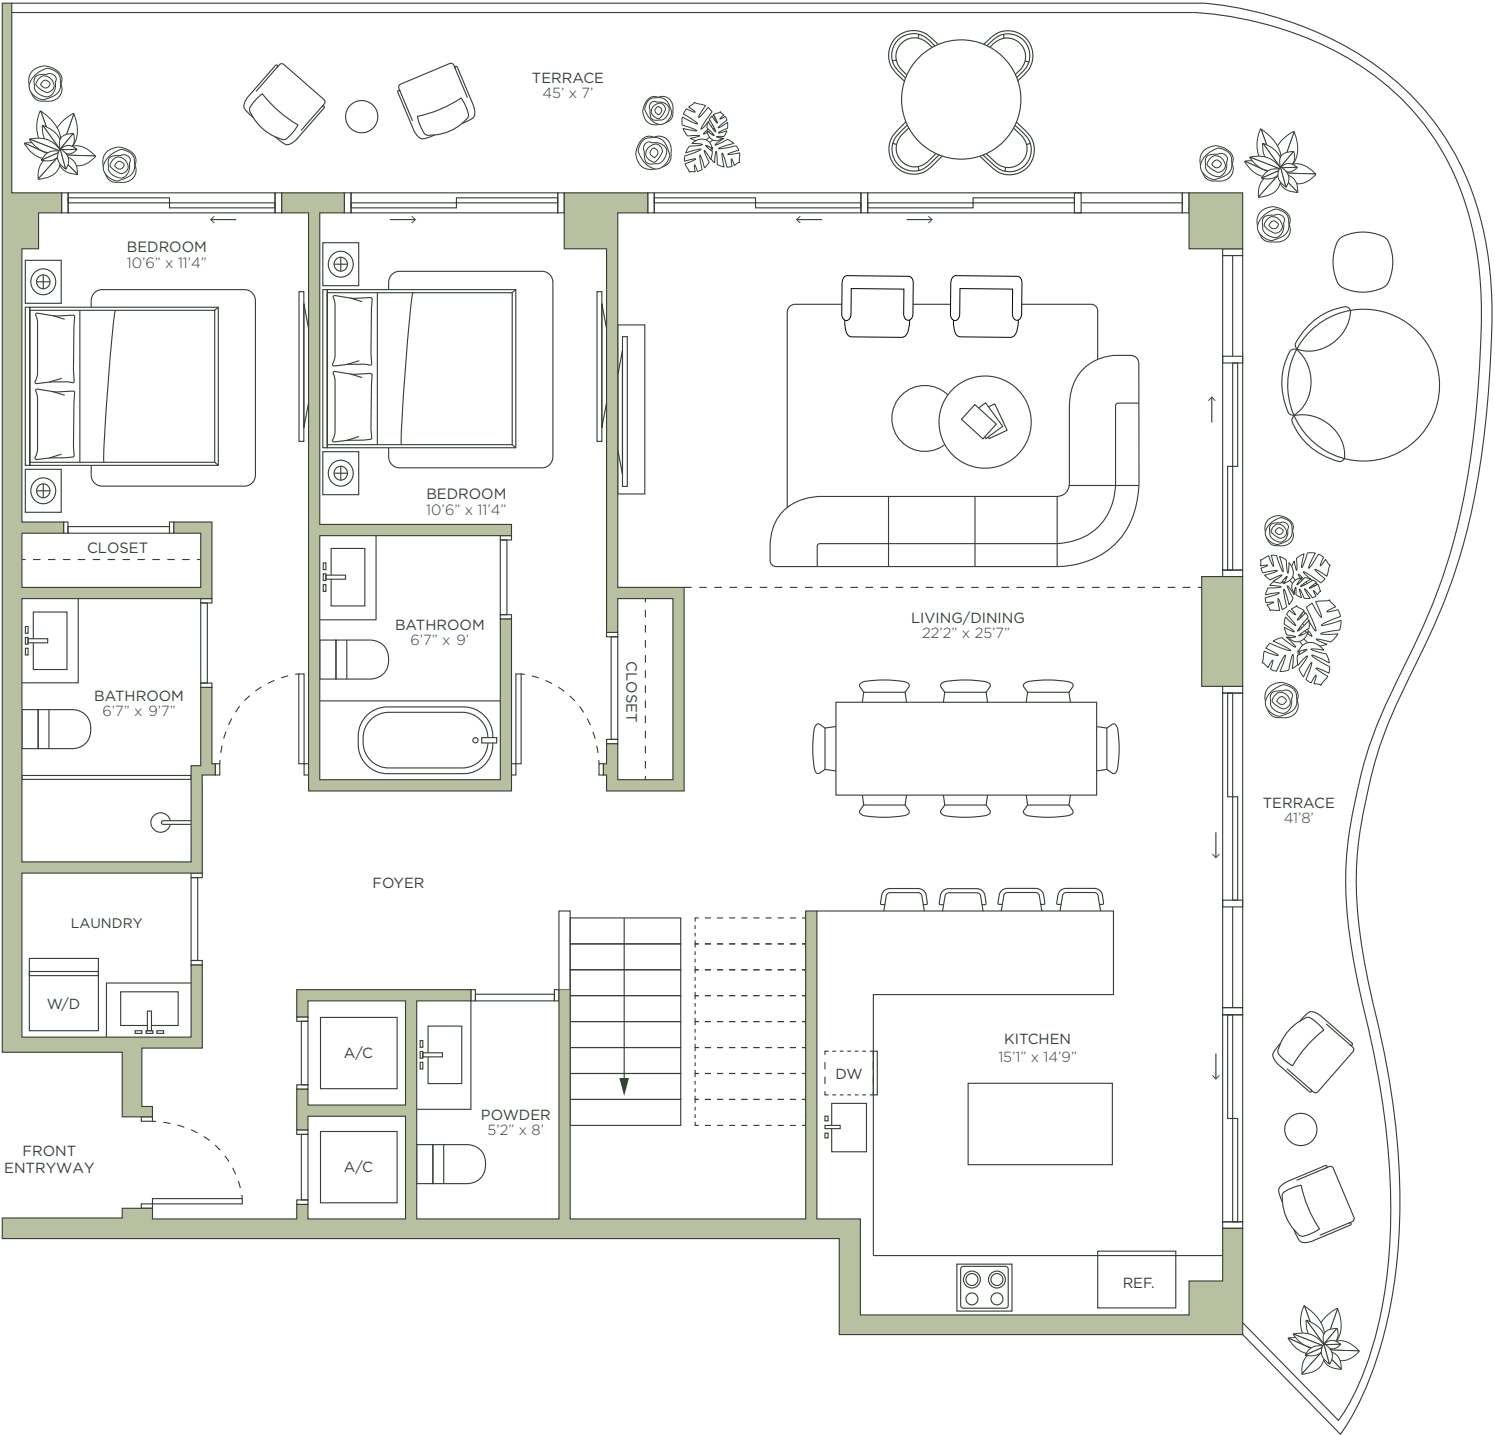 TERRACE
45' x 7'
BEDROOM
10'6" x 11'4"
BEDROOM
10'6" x 11'4"
CLOSET
LIVING/DINING
22'2" x 25'7"
BATHROOM
6'7" x 9'
CLOSET
BATHROOM
6'7" x 9'7"
TERRACE
41'8'
FOYER
LAUNDRY
W/D
KITCHEN
15'1" x 14'9"
A/C
DW
POWDER
5'2" x 8'
FRONT
ENTRYWAY
A/C
REF.